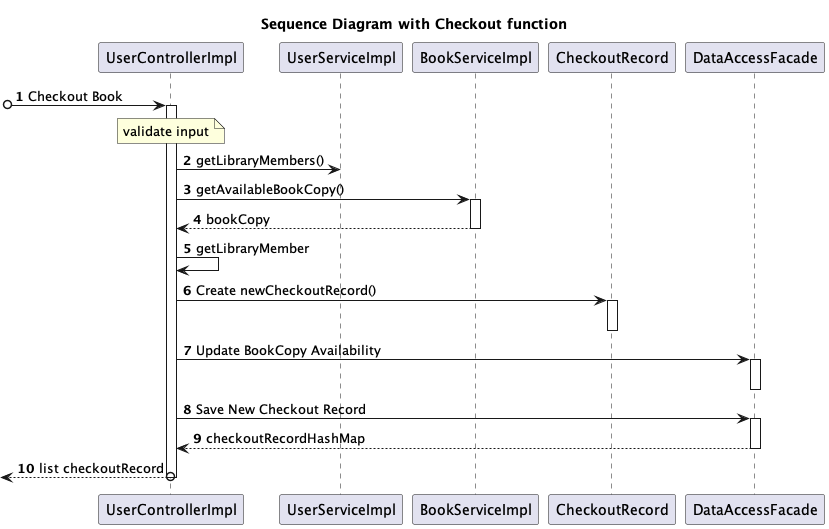 Sequence Diagram with Checkout function
UserControllerImpl UserServiceImpl BookServiceImpl CheckoutRecord DataAccessFacade
1 Checkout Book
validate input
2 getLibraryMembers()
3 getAvailableBookCopy()
4 bookCopy
5 getLibraryMember
6 Create newCheckoutRecord()
7 Update BookCopy Availability
8 Save New Checkout Record
9 checkoutRecordHashMap
10 list checkoutRecord
UserControllerImpl UserServiceImpl BookServiceImpl CheckoutRecord DataAccessFacade